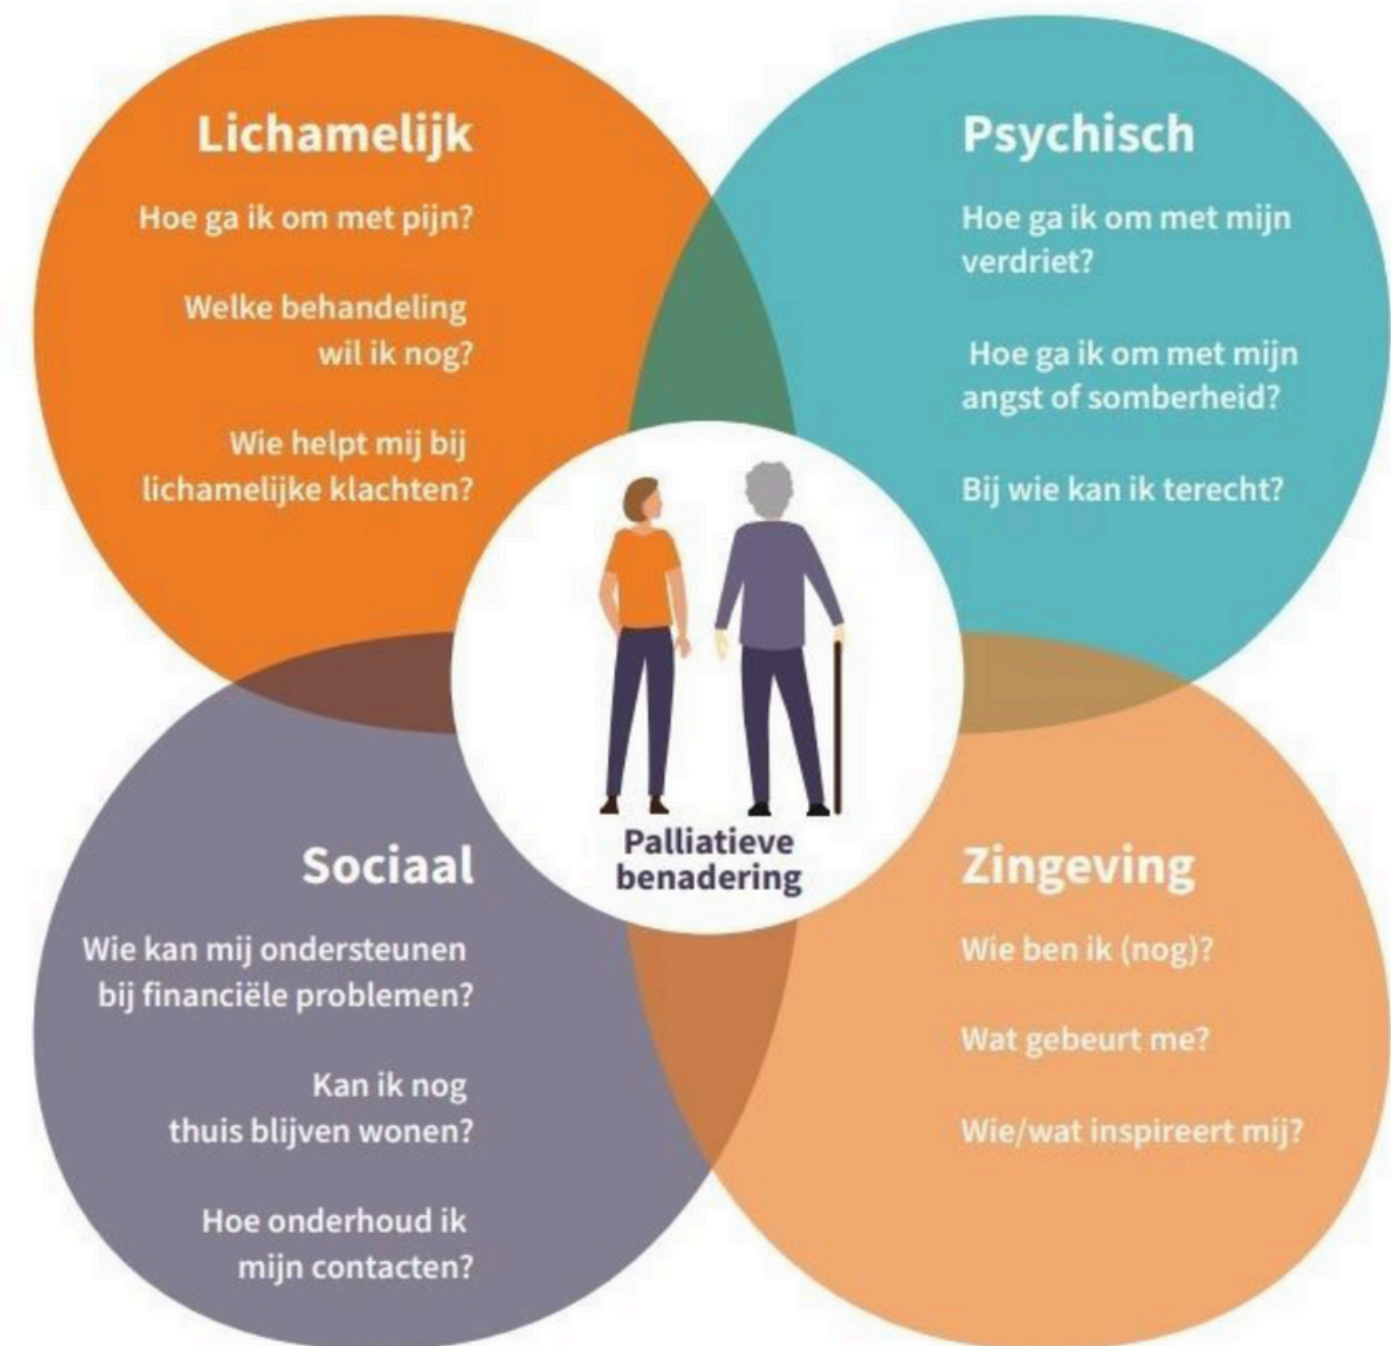 Lichamelijk
Hoe ga ik om met pijn?
Welke behandeling
wil ik nog?
Wie helpt mij bij
lichamelijke klachten?
Psychisch
Hoe ga ik om met mijn
verdriet?
Hoe ga ik om met mijn
angst of somberheid?
Bij wie kan ik terecht?
Palliatieve
benadering
Sociaal
Wie kan mij ondersteunen
bij financiële problemen?
Kan ik nog
thuis blijven wonen?
Hoe onderhoud ik
mijn contacten?
Zingeving
Wie ben ik (nog)?
Wat gebeurt me?
Wie/wat inspireert mij?